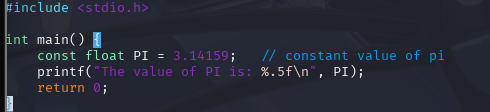 #include <stdio.h>
int main() {
    const float PI = 3.14159;   // constant value of pi
    printf("The value of PI is: %.5f\n", PI);
    return 0;
}